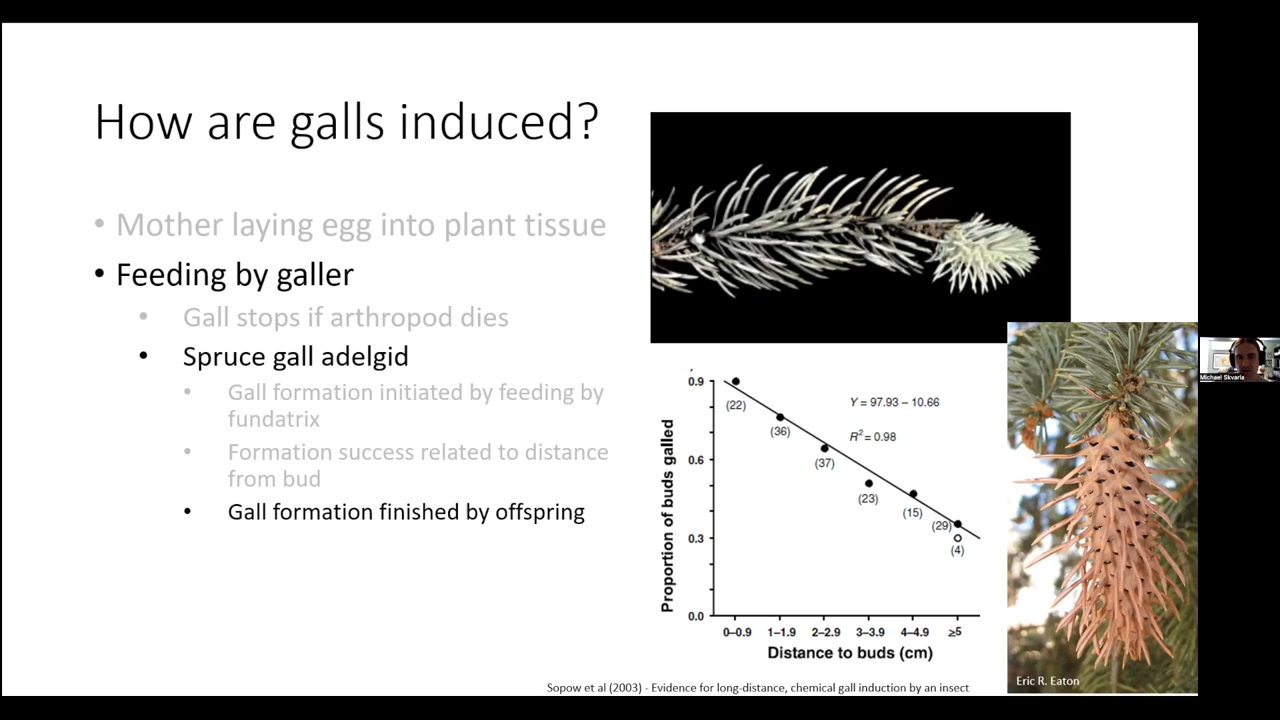 How are galls induced?
• Mother laying egg into plant tissue
• Feeding by galler
• Gall stops if arthropod dies
• Spruce gall adelgid
• Gall formation initiated by feeding by
fundatrix
• Formation success related to distance
from bud
• Gall formation finished by offspring
Proportion of buds galled
0.9
0.6
0.3
0.0
Y = 97.93 – 10.66
R² = 0.98
(22)
(36)
(37)
(23)
(15)
(29)
(4)
0–0.9 1–1.9 2–2.9 3–3.9 4–4.9 ≥5
Distance to buds (cm)
Eric R. Eaton
Sopow et al (2003) - Evidence for long-distance, chemical gall induction by an insect
Michael Skvarla